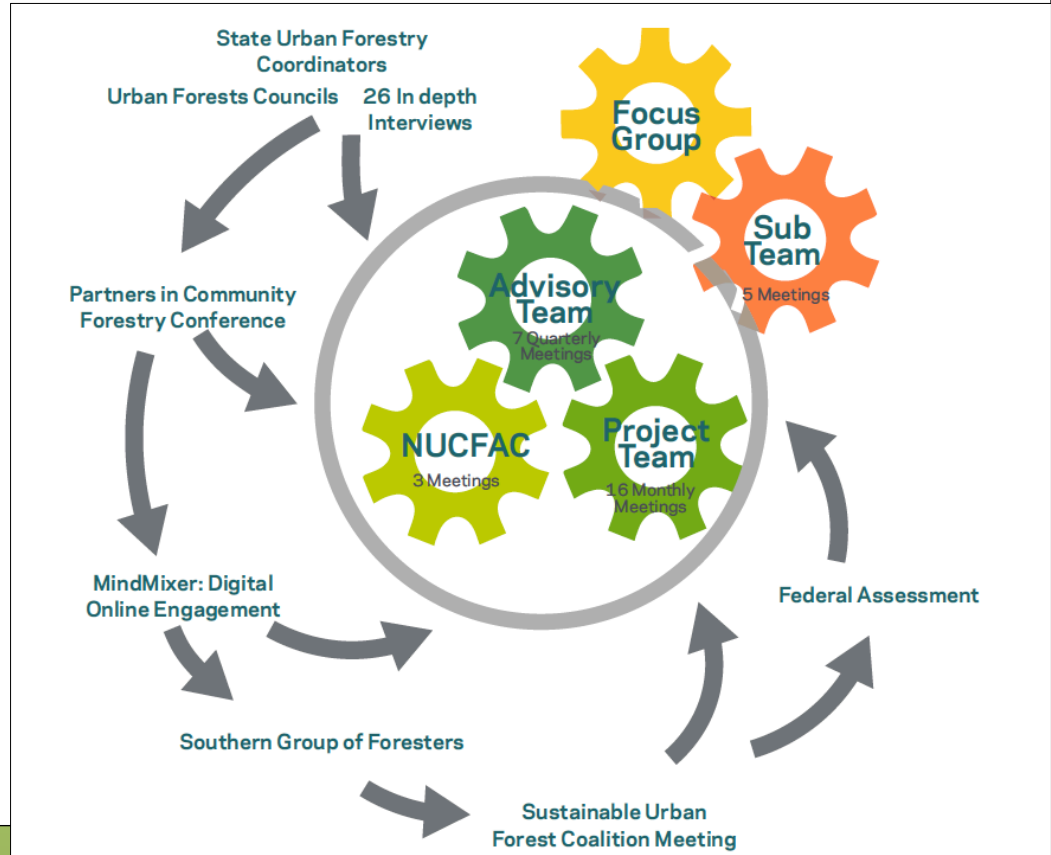 State Urban Forestry
Coordinators
Urban Forests Councils
26 In depth
Interviews
Focus
Group
Sub
Team
5 Meetings
Advisory
Team
7 Quarterly
Meetings
Partners in Community
Forestry Conference
NUCFAC
3 Meetings
Project
Team
16 Monthly
Meetings
MindMixer: Digital
Online Engagement
Federal Assessment
Southern Group of Foresters
Sustainable Urban
Forest Coalition Meeting